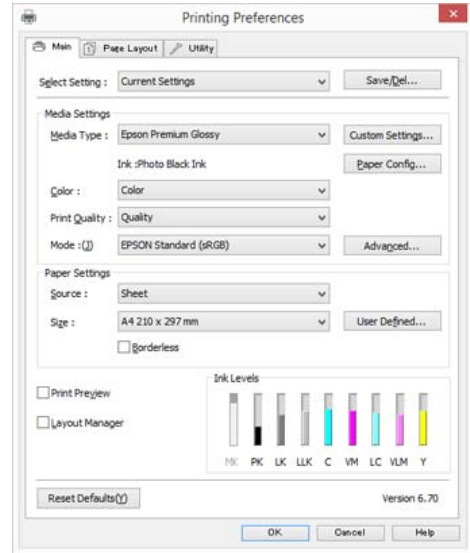 Printing Preferences
Main Page Layout Utility
Select Setting : Current Settings Save/Del...
Media Settings
Media Type : Epson Premium Glossy Custom Settings...
Ink :Photo Black Ink Paper Config...
Color : Color
Print Quality : Quality
Mode :(J) EPSON Standard (sRGB) Advanced...
Paper Settings
Source : Sheet
Size : A4 210 x 297 mm User Defined...
Borderless
Print Preview
Layout Manager
Ink Levels
MK PK LK LLK C VM LC VLM Y
Reset Defaults(Y) Version 6.70
OK Cancel Help